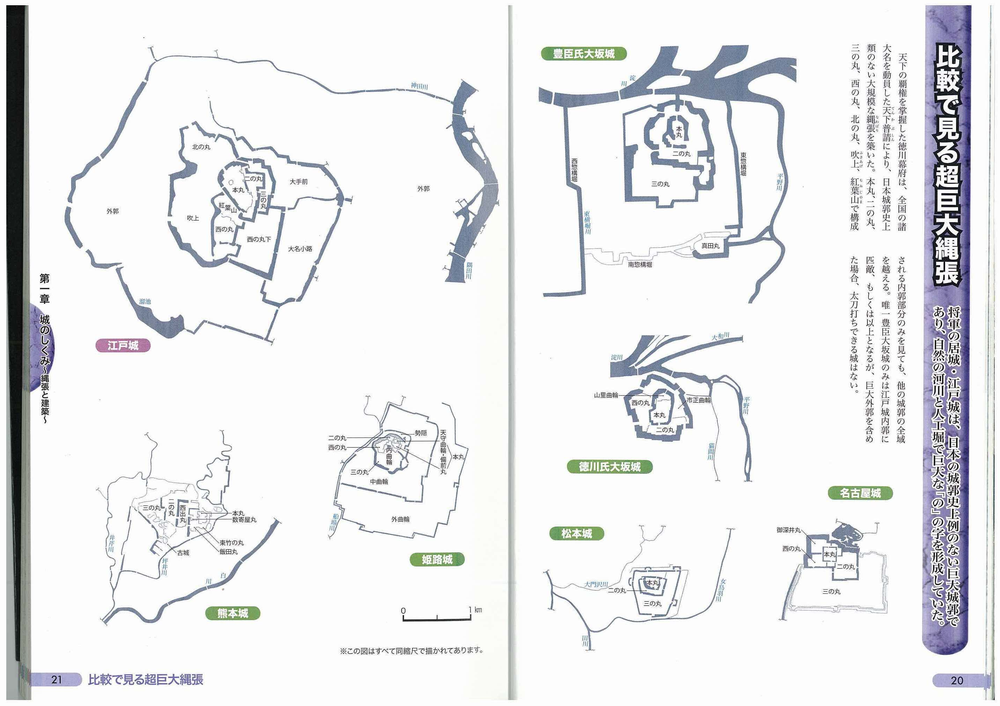 比較で見る超巨大縄張
将軍の居城・江戸城は、日本の城郭史上例のない巨大城郭で
あり、自然の河川と人工堀で巨大な「の」の字を形成していた。
天下の覇権を掌握した徳川幕府は、全国の諸
大名を動員した天下普請により、日本城郭史上
てんかぶしん
類のない大規模な縄張を築いた。本丸、二の丸、
なわばり
三の丸、西の丸、北の丸、吹上、紅葉山で構成
ふきあげ
もみじやま
される内郭部分のみを見ても、他の城郭の全域
を越える。唯一豊臣大坂城のみは江戸城内郭に
匹敵、もしくは以上となるが、巨大外郭を含め
た場合、太刀打ちできる城はない。
豊臣氏大坂城
淀川
本丸
二の丸
三の丸
西惣構堀
東惣構堀
平野川
東横堀川
真田丸
南惣構堀
大和川
淀川
山里曲輪
西の丸
市正曲輪
本丸
二の丸
平野川
猫間川
徳川氏大坂城
名古屋城
御深井丸
西の丸
本丸
二の丸
三の丸
松本城
大門沢川
本丸
二の丸
三の丸
女鳥羽川
田川
20
神田川
北の丸
二の丸
本丸
三の丸
大手前
外郭
外郭
紅葉山
吹上
西の丸
西の丸下
大名小路
隅田川
溜池
江戸城
第一章 城のしくみ~縄張と建築~
二の丸
西の丸
勢隠
内曲輪
天守曲輪・備前丸
本丸
三の丸
中曲輪
外曲輪
船場川
姫路城
三の丸
二の丸
西出丸
本丸
数寄屋丸
東竹の丸
飯田丸
古城
井芹川
坪井川
白川
熊本城
0 1km
※この図はすべて同縮尺で描かれてあります。
21 比較で見る超巨大縄張